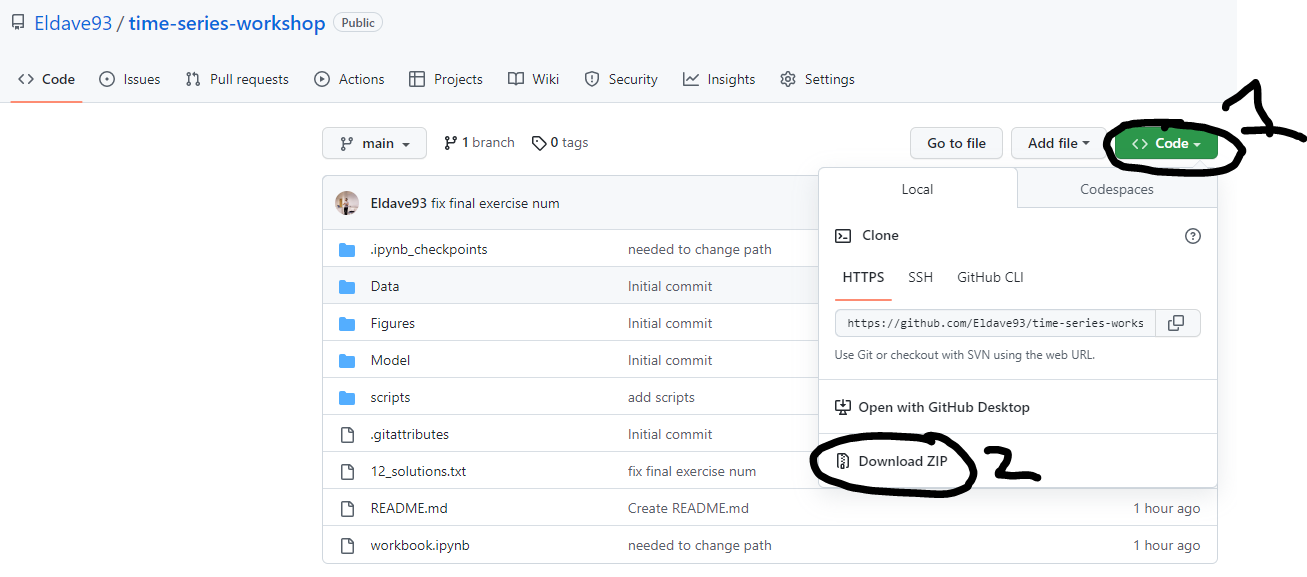 Eldave93 / time-series-workshop Public
Code Issues Pull requests Actions Projects Wiki Security Insights Settings
1
main 1 branch 0 tags Go to file Add file Code
Local Codespaces
Eldave93 fix final exercise num
Clone
.ipynb_checkpoints needed to change path
HTTPS SSH GitHub CLI
Data Initial commit
Figures Initial commit
https://github.com/Eldave93/time-series-works
Use Git or checkout with SVN using the web URL.
Model Initial commit
scripts add scripts
Open with GitHub Desktop
.gitattributes Initial commit
Download ZIP 2
12_solutions.txt fix final exercise num
README.md Create README.md 1 hour ago
workbook.ipynb needed to change path 1 hour ago